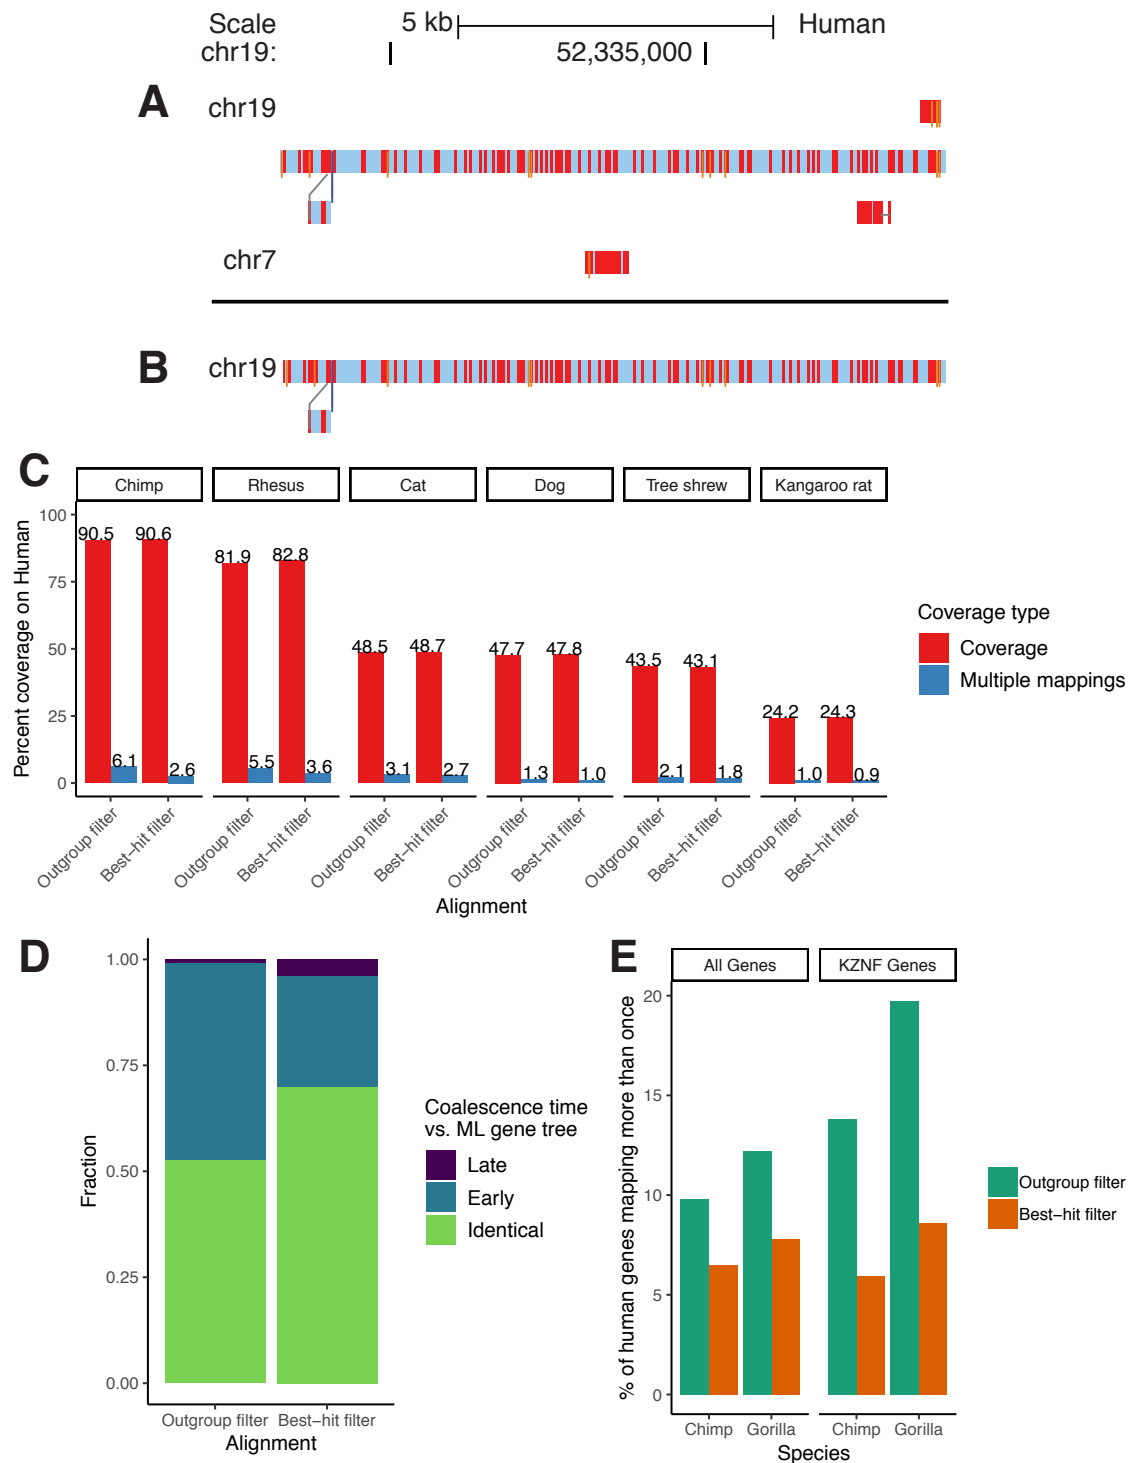 Scale 5 kb Human
chr19: 52,335,000
A chr19
chr7
B chr19
C
Chimp Rhesus Cat Dog Tree shrew Kangaroo rat
Percent coverage on Human
100
75
50
25
0
90.5 90.6 81.9 82.8 48.5 48.7 47.7 47.8 43.5 43.1 24.2 24.3
6.1 2.6 5.5 3.6 3.1 2.7 1.3 1.0 2.1 1.8 1.0 0.9
Outgroup filter Best-hit filter Outgroup filter Best-hit filter Outgroup filter Best-hit filter Outgroup filter Best-hit filter Outgroup filter Best-hit filter Outgroup filter Best-hit filter
Alignment
Coverage type
Coverage
Multiple mappings
D
Fraction
1.00
0.75
0.50
0.25
0.00
Outgroup filter Best-hit filter
Alignment
Coalescence time
vs. ML gene tree
Late
Early
Identical
E
All Genes KZNF Genes
% of human genes mapping more than once
20
15
10
5
0
Chimp Gorilla Chimp Gorilla
Species
Outgroup filter
Best-hit filter